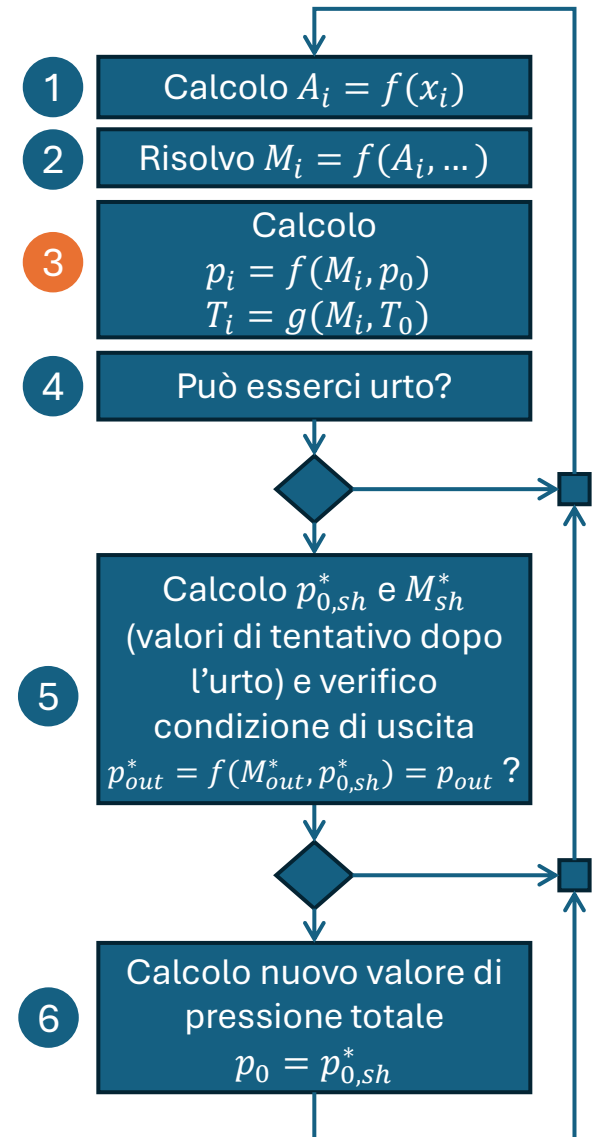 1
Calcolo $A_i = f(x_i)$
2
Risolvo $M_i = f(A_i, \ldots)$
3
Calcolo
$p_i = f(M_i, p_0)$
$T_i = g(M_i, T_0)$
4
Può esserci urto?
5
Calcolo $p^*_{0,sh}$ e $M^*_{sh}$
(valori di tentativo dopo
l’urto) e verifico
condizione di uscita
$p^*_{out} = f(M^*_{out}, p^*_{0,sh}) = p_{out}$ ?
6
Calcolo nuovo valore di
pressione totale
$p_0 = p^*_{0,sh}$